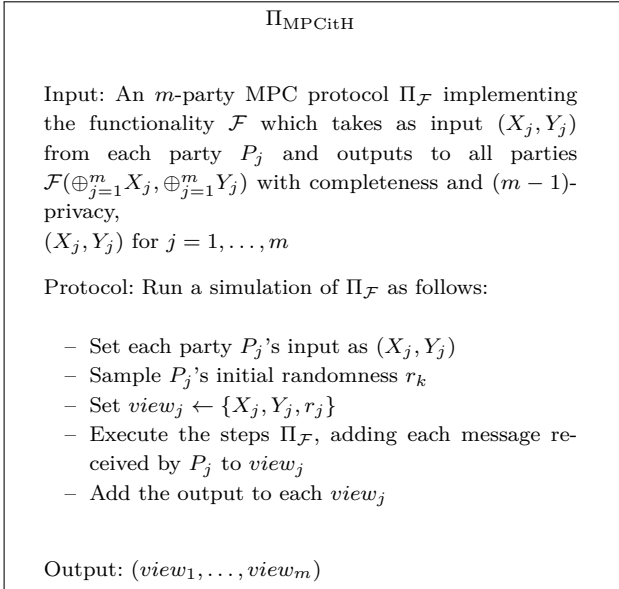 Π_MPCitH
Input: An m-party MPC protocol Π_ℱ implementing
the functionality ℱ which takes as input (X_j, Y_j)
from each party P_j and outputs to all parties
ℱ(⊕_{j=1}^m X_j, ⊕_{j=1}^m Y_j) with completeness and (m − 1)-
privacy,
(X_j, Y_j) for j = 1, . . . , m
Protocol: Run a simulation of Π_ℱ as follows:
– Set each party P_j's input as (X_j, Y_j)
– Sample P_j's initial randomness r_k
– Set view_j ← {X_j, Y_j, r_j}
– Execute the steps Π_ℱ, adding each message re-
ceived by P_j to view_j
– Add the output to each view_j
Output: (view_1, . . . , view_m)